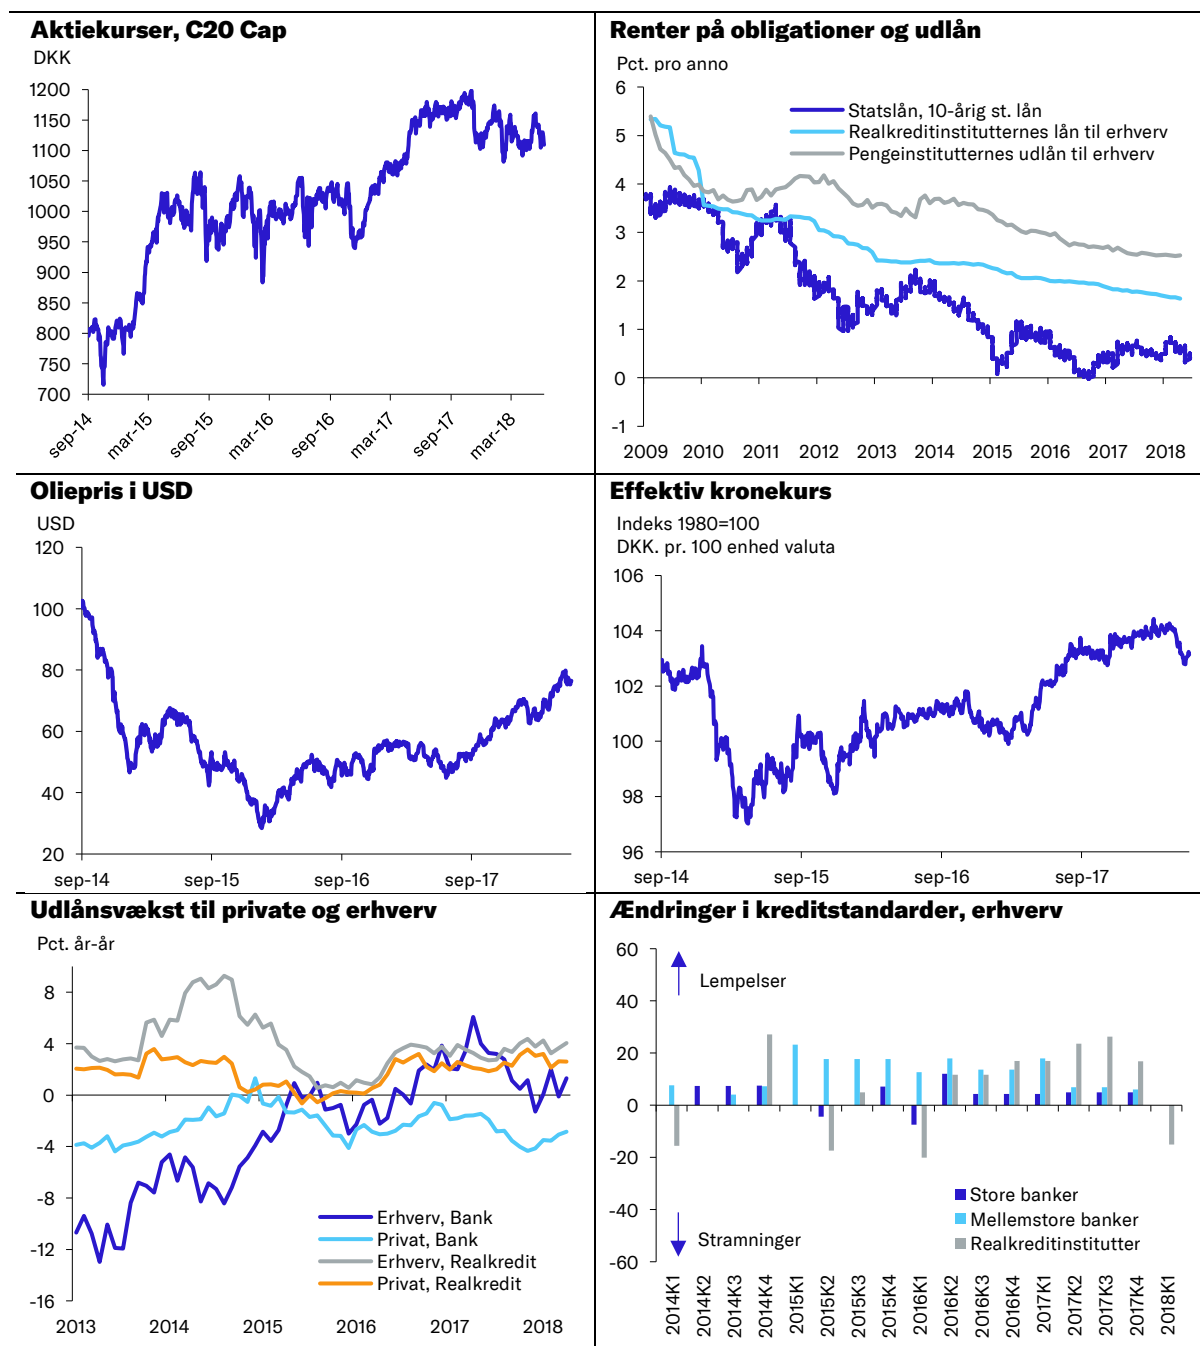 Aktiekurser, C20 Cap
DKK
1200
1150
1100
1050
1000
950
900
850
800
750
700
sep-14
mar-15
sep-15
mar-16
sep-16
mar-17
sep-17
mar-18
Renter på obligationer og udlån
Pct. pro anno
6
5
4
3
2
1
0
-1
Statslån, 10-årig st. lån
Realkreditinstitutternes lån til erhverv
Pengeinstitutternes udlån til erhverv
2009 2010 2011 2012 2013 2014 2015 2016 2017 2018
Oliepris i USD
USD
120
100
80
60
40
20
sep-14 sep-15 sep-16 sep-17
Effektiv kronekurs
Indeks 1980=100
DKK. pr. 100 enhed valuta
106
104
102
100
98
96
sep-14 sep-15 sep-16 sep-17
Udlånsvækst til private og erhverv
Pct. år-år
8
4
0
-4
-8
-12
-16
Erhverv, Bank
Privat, Bank
Erhverv, Realkredit
Privat, Realkredit
2013 2014 2015 2016 2017 2018
Ændringer i kreditstandarder, erhverv
60
40
20
0
-20
-40
-60
Lempelser
Stramninger
Store banker
Mellemstore banker
Realkreditinstitutter
2014K1
2014K2
2014K3
2014K4
2015K1
2015K2
2015K3
2015K4
2016K1
2016K2
2016K3
2016K4
2017K1
2017K2
2017K3
2017K4
2018K1